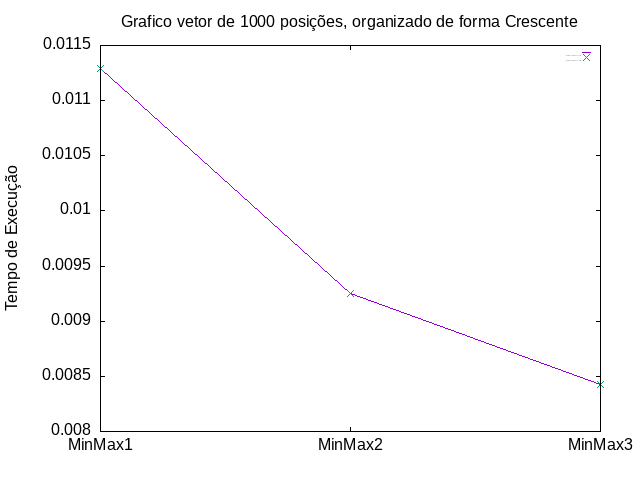 Grafico vetor de 1000 posições, organizado de forma Crescente
0.0115
0.011
0.0105
0.01
0.0095
0.009
0.0085
0.008
Tempo de Execução
MinMax1 MinMax2 MinMax3